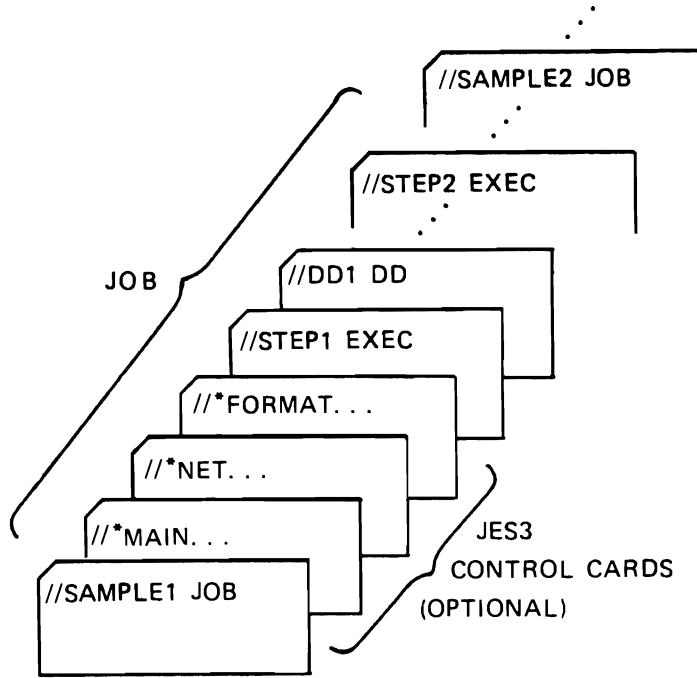 //SAMPLE2 JOB
//STEP2 EXEC
//DD1 DD
JOB
//STEP1 EXEC
//*FORMAT...
//*NET...
//*MAIN...
//SAMPLE1 JOB
JES3
CONTROL CARDS
(OPTIONAL)